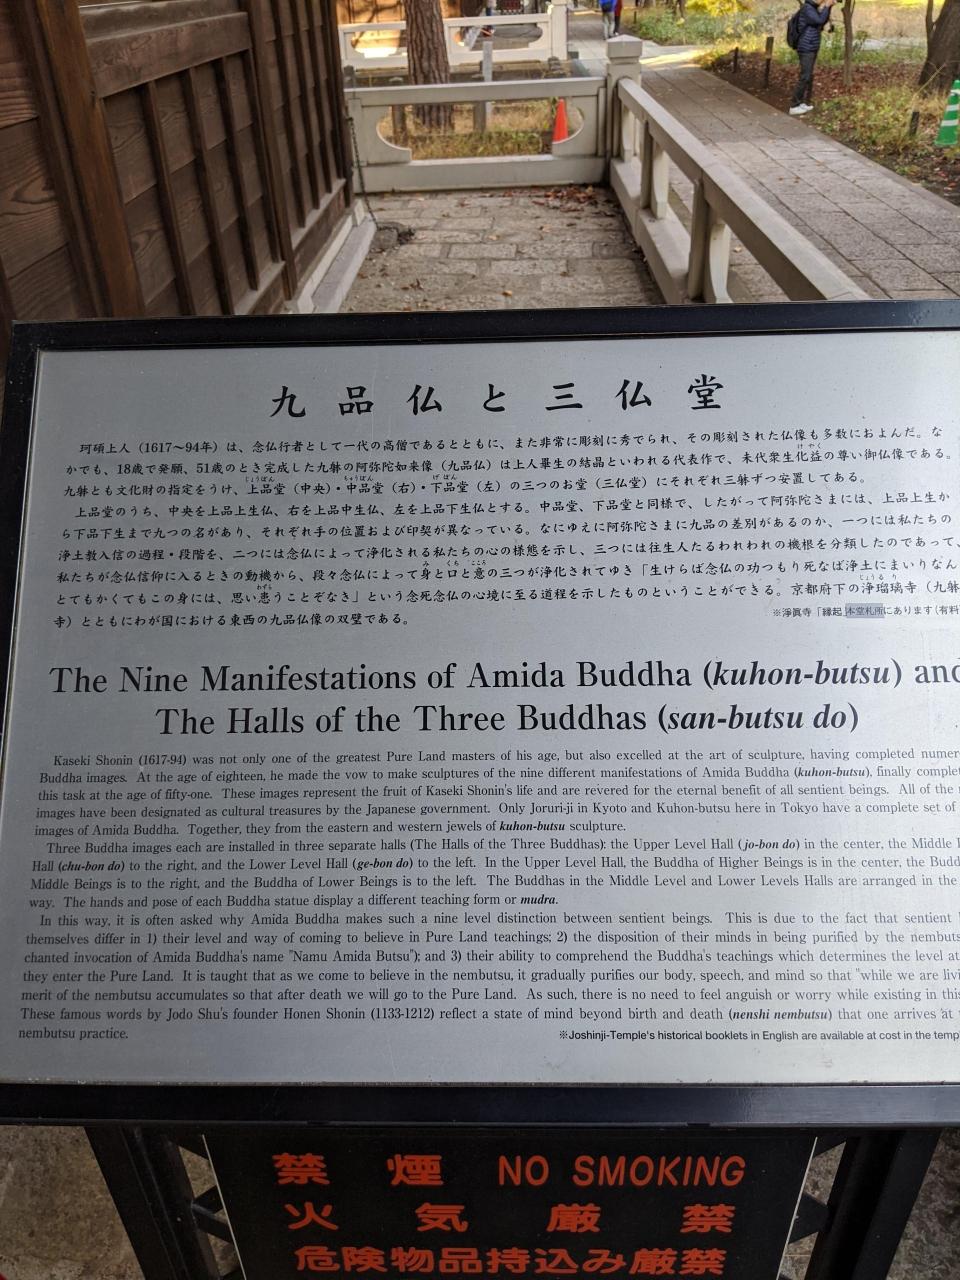 九品仏と三仏堂
珂碩上人（1617〜94年）は、念仏行者として一代の高僧であるとともに、また非常に彫刻に秀でられ、その彫刻された仏像も多数におよんだ。な
かでも、18歳で発願、51歳のとき完成した九躰の阿弥陀如来像（九品仏）は上人畢生の結晶といわれる代表作で、末代衆生化益の尊い御仏像である。
九躰とも文化財の指定をうけ、上品堂（中央）・中品堂（右）・下品堂（左）の三つのお堂（三仏堂）にそれぞれ三躰ずつ安置してある。
上品堂のうち、中央を上品上生仏、右を上品中生仏、左を上品下生仏とする。中品堂、下品堂と同様で、したがって阿弥陀さまには、上品上生か
ら下品下生まで九つの名があり、それぞれ手の位置および印契が異なっている。なにゆえに阿弥陀さまに九品の差別があるのか、一つには私たちの
浄土教入信の過程・段階を、二つには念仏によって浄化される私たちの心の様態を示し、三つには往生人たるわれわれの機根を分類したのであって、
私たちが念仏信仰に入るときの動機から、段々念仏によって身と口と意の三つが浄化されてゆき「生けらば念仏の功つもり死なば浄土にまいりなん
とてもかくてもこの身には、思い患うことぞなき」という念死念仏の心境に至る道程を示したものということができる。京都府下の浄瑠璃寺（九躰
寺）とともにわが国における東西の九品仏像の双璧である。
※淨眞寺「縁起」本堂札所にあります（有料
The Nine Manifestations of Amida Buddha (kuhon-butsu) and
The Halls of the Three Buddhas (san-butsu do)
Kaseki Shonin (1617-94) was not only one of the greatest Pure Land masters of his age, but also excelled at the art of sculpture, having completed numer
Buddha images. At the age of eighteen, he made the vow to make sculptures of the nine different manifestations of Amida Buddha (kuhon-butsu), finally complet
this task at the age of fifty-one. These images represent the fruit of Kaseki Shonin's life and are revered for the eternal benefit of all sentient beings. All of the
images have been designated as cultural treasures by the Japanese government. Only Joruri-ji in Kyoto and Kuhon-butsu here in Tokyo have a complete set of
images of Amida Buddha. Together, they from the eastern and western jewels of kuhon-butsu sculpture.
Three Buddha images each are installed in three separate halls (The Halls of the Three Buddhas): the Upper Level Hall (jo-bon do) in the center, the Middle
Hall (chu-bon do) to the right, and the Lower Level Hall (ge-bon do) to the left. In the Upper Level Hall, the Buddha of Higher Beings is in the center, the Budd
Middle Beings is to the right, and the Buddha of Lower Beings is to the left. The Buddhas in the Middle Level and Lower Levels Halls are arranged in the
way. The hands and pose of each Buddha statue display a different teaching form or mudra.
In this way, it is often asked why Amida Buddha makes such a nine level distinction between sentient beings. This is due to the fact that sentient
themselves differ in 1) their level and way of coming to believe in Pure Land teachings; 2) the disposition of their minds in being purified by the nembuts
chanted invocation of Amida Buddha's name "Namu Amida Butsu"); and 3) their ability to comprehend the Buddha's teachings which determines the level at
they enter the Pure Land. It is taught that as we come to believe in the nembutsu, it gradually purifies our body, speech, and mind so that "while we are livi
merit of the nembutsu accumulates so that after death we will go to the Pure Land. As such, there is no need to feel anguish or worry while existing in this
These famous words by Jodo Shu's founder Honen Shonin (1133-1212) reflect a state of mind beyond birth and death (nenshi nembutsu) that one arrives at
nembutsu practice.
※Joshinji-Temple's historical booklets in English are available at cost in the temp
禁煙 NO SMOKING
火気厳禁
危険物品持込み厳禁